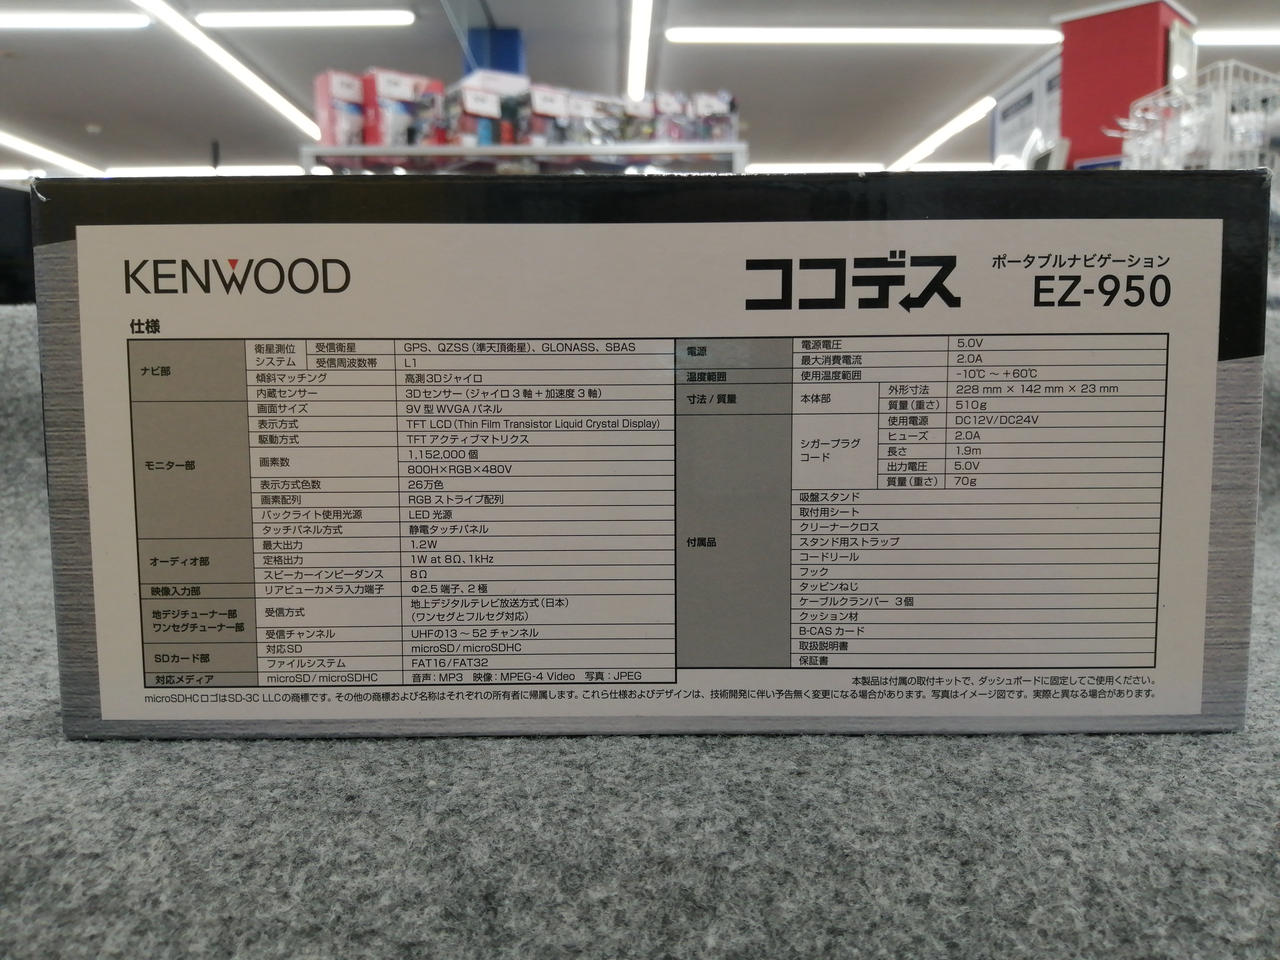 KENWOOD
ココデス
ポータブルナビゲーション
EZ-950
仕様
ナビ部
衛星測位システム 受信衛星 GPS、QZSS(準天頂衛星)、GLONASS、SBAS
受信周波数帯 L1
傾斜マッチング 高測3Dジャイロ
内蔵センサー 3Dセンサー(ジャイロ3軸+加速度3軸)
モニター部
画面サイズ 9V型WVGAパネル
表示方式 TFT LCD(Thin Film Transistor Liquid Crystal Display)
駆動方式 TFTアクティブマトリクス
画素数 1,152,000個
800H×RGB×480V
表示方式色数 26万色
画素配列 RGBストライプ配列
バックライト使用光源 LED光源
タッチパネル方式 静電タッチパネル
オーディオ部
最大出力 1.2W
定格出力 1W at 8Ω、1kHz
スピーカーインピーダンス 8Ω
映像入力部 リアビューカメラ入力端子 Φ2.5端子、2極
地デジチューナー部
ワンセグチューナー部
受信方式 地上デジタルテレビ放送方式(日本)
(ワンセグとフルセグ対応)
受信チャンネル UHFの13～52チャンネル
SDカード部
対応SD microSD/microSDHC
ファイルシステム FAT16/FAT32
対応メディア microSD/microSDHC 音声:MP3 映像:MPEG-4 Video 写真:JPEG
電源
電源電圧 5.0V
最大消費電流 2.0A
温度範囲 使用温度範囲 -10℃～+60℃
寸法/質量 本体部 外形寸法 228 mm × 142 mm × 23 mm
質量(重さ) 510g
付属品
シガープラグコード 使用電源 DC12V/DC24V
ヒューズ 2.0A
長さ 1.9m
出力電圧 5.0V
質量(重さ) 70g
吸盤スタンド
取付用シート
クリーナークロス
スタンド用ストラップ
コードリール
フック
タッピンねじ
ケーブルクランパー 3個
クッション材
B-CASカード
取扱説明書
保証書
本製品は付属の取付キットで、ダッシュボードに固定してご使用ください。
microSDHCロゴはSD-3C LLCの商標です。その他の商標および名称はそれぞれの所有者に帰属します。これら仕様およびデザインは、技術開発に伴い予告無く変更になる場合があります。写真はイメージ図です。実際と異なる場合があります。